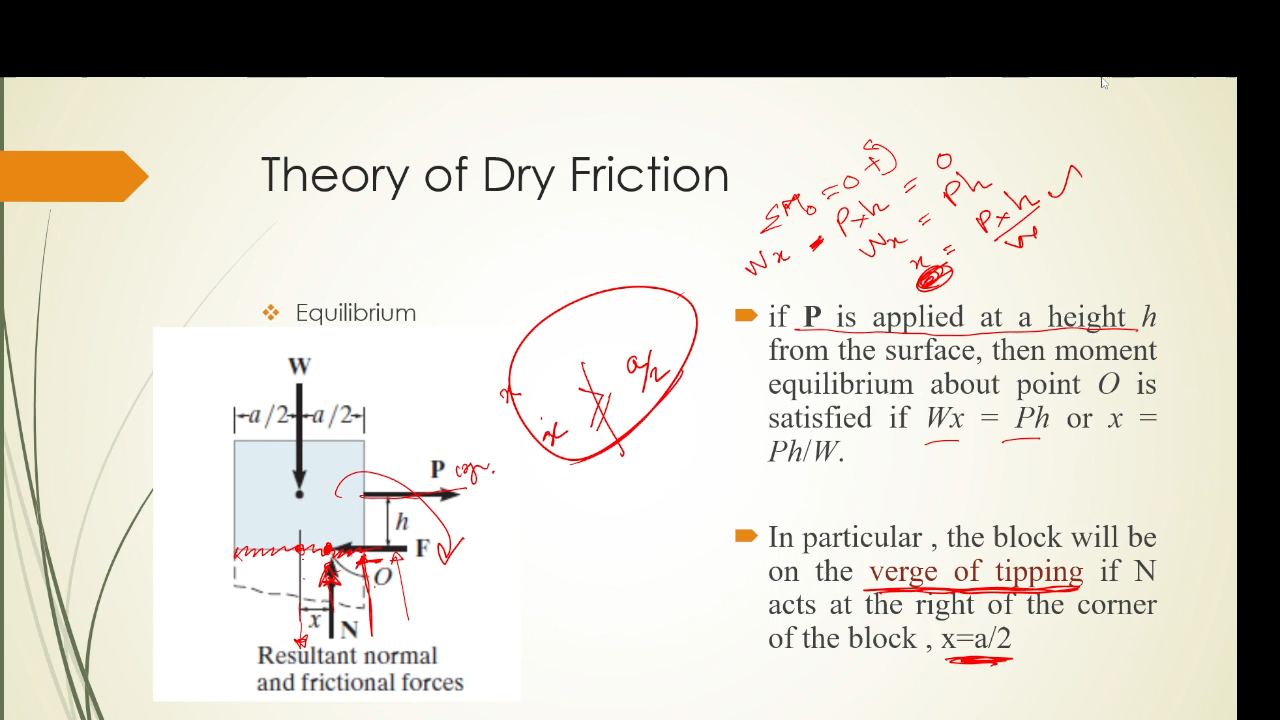 Theory of Dry Friction
ΣM₀ = 0 +)
Wx - P×h = 0
Wx = Ph
x = P×h/W
❖ Equilibrium
W
a/2 a/2
P
h
F
O
x
N
Resultant normal
and frictional forces
x
x ≯ a/2
if P is applied at a height h
from the surface, then moment
equilibrium about point O is
satisfied if Wx = Ph or x =
Ph/W.
In particular , the block will be
on the verge of tipping if N
acts at the right of the corner
of the block , x=a/2